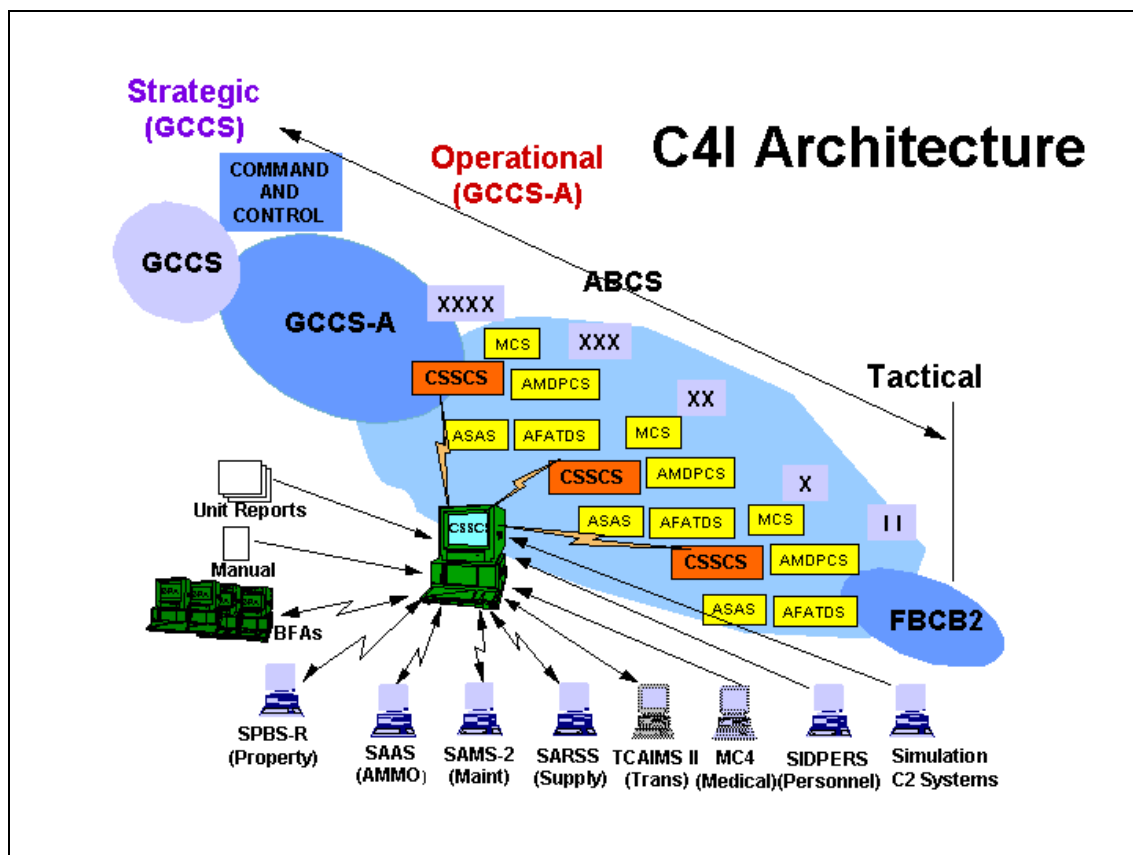 Strategic
(GCCS)
C4I Architecture
Operational
(GCCS-A)
COMMAND
AND
CONTROL
GCCS
ABCS
XXXX
GCCS-A
MCS
XXX
Tactical
CSSCS
AMDPCS
XX
ASAS
AFATDS
MCS
CSSCS
AMDPCS
X
Unit Reports
CSSCS
ASAS
AFATDS
MCS
II
CSSCS
AMDPCS
Manual
BFAs
ASAS
AFATDS
FBCB2
SPBS-R
(Property)
SAAS
(AMMO)
SAMS-2
(Maint)
SARSS
(Supply)
TCAIMS II
(Trans)
MC4
(Medical)
SIDPERS
(Personnel)
Simulation
C2 Systems